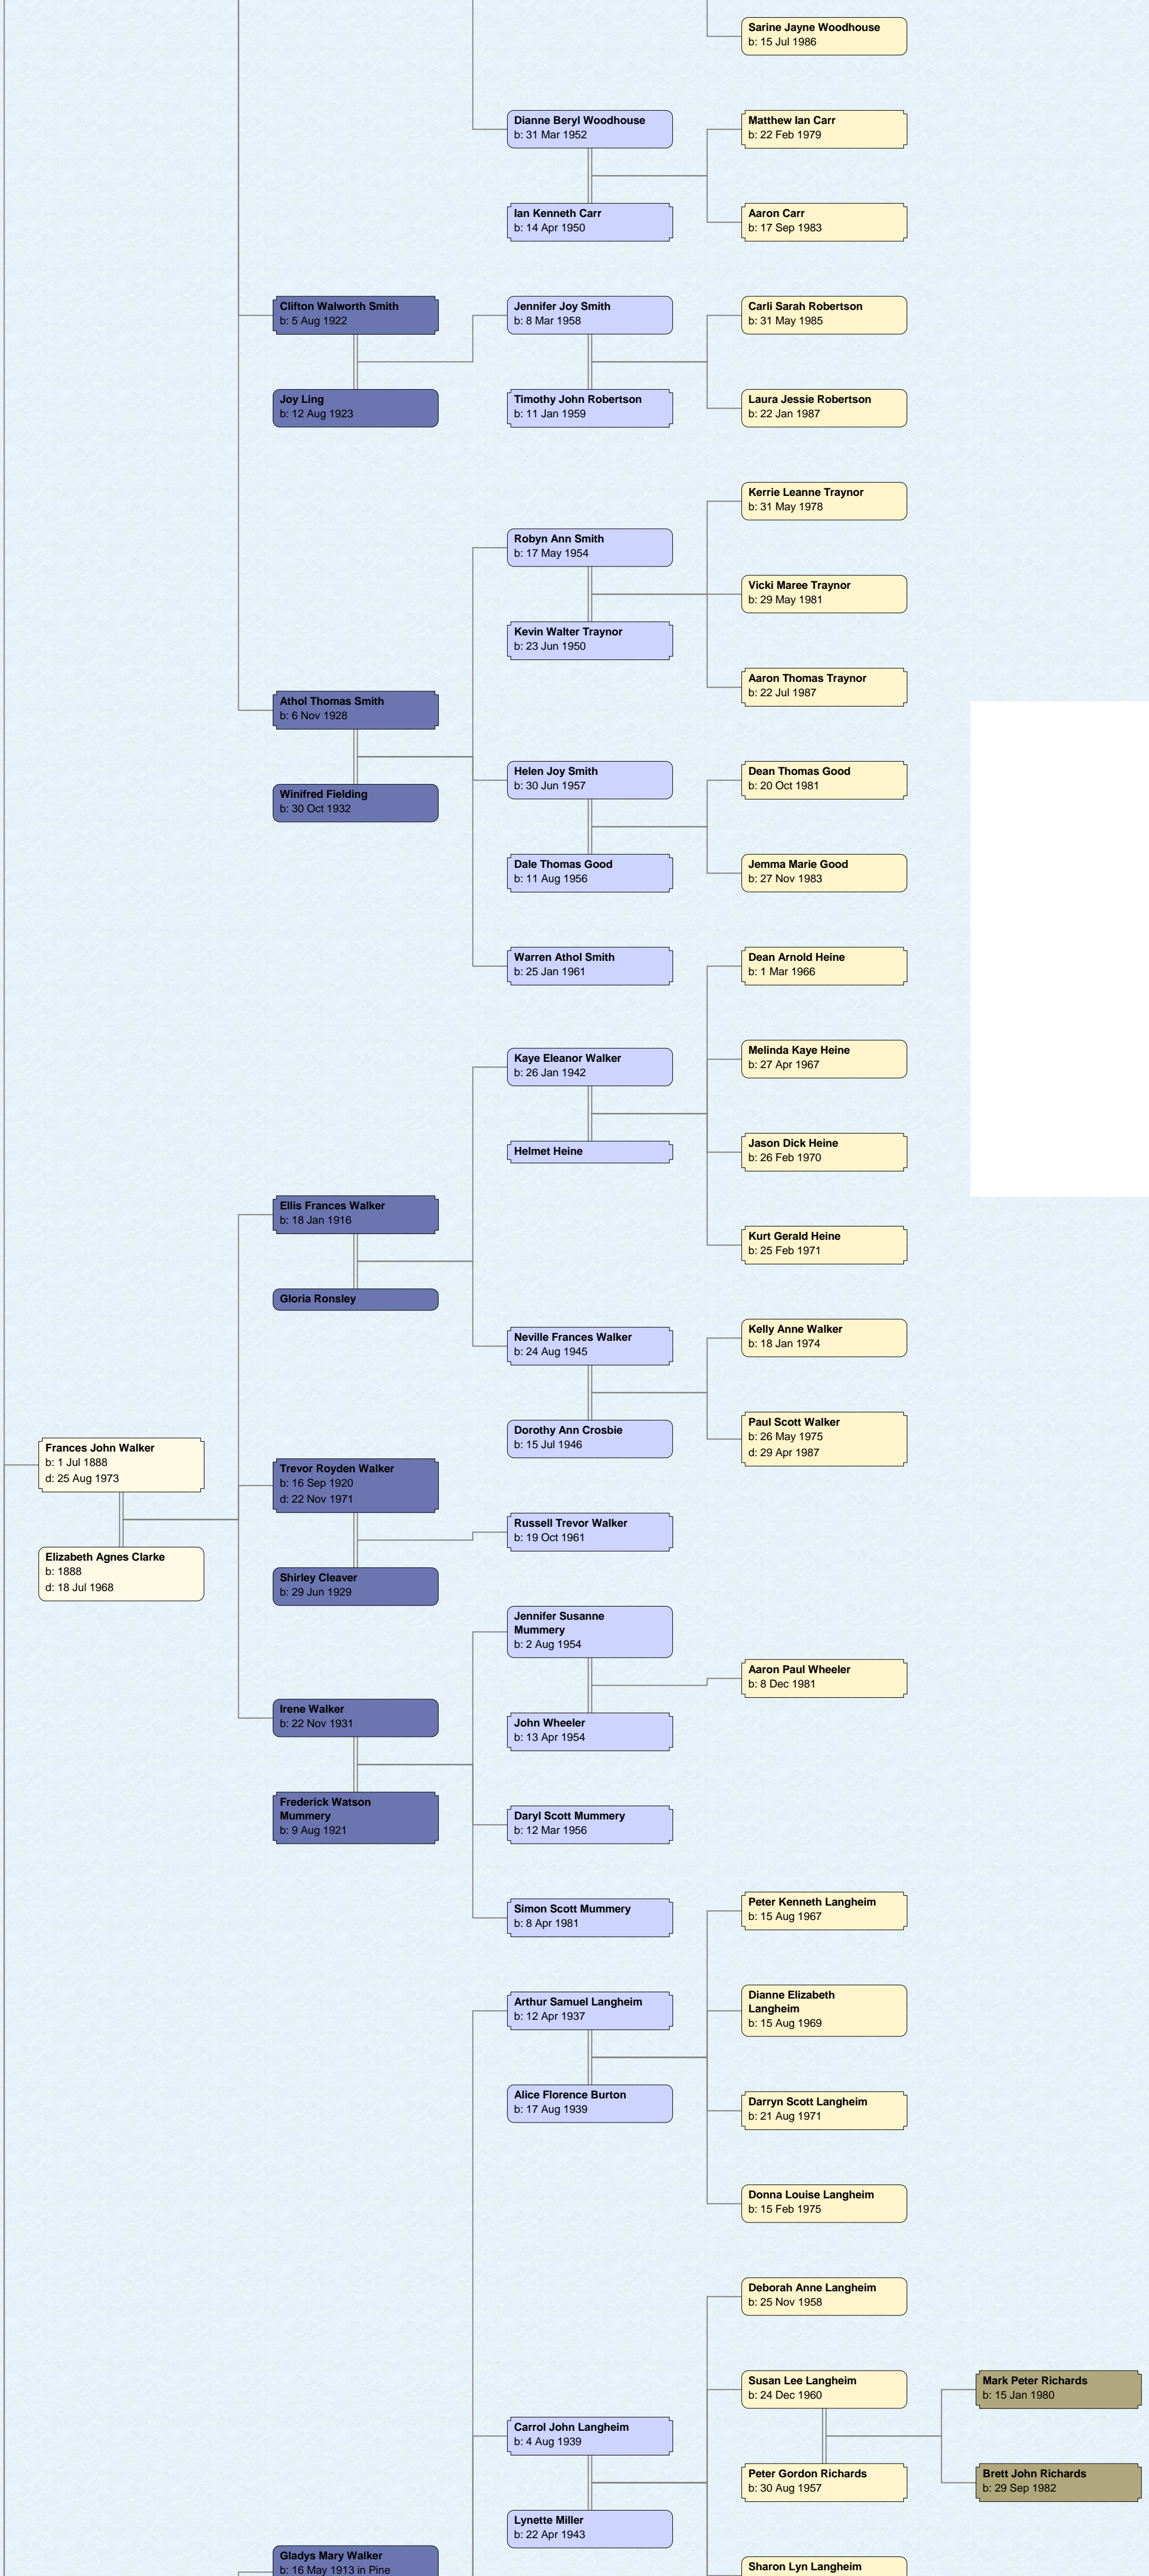 Sarine Jayne Woodhouse
b: 15 Jul 1986
Dianne Beryl Woodhouse
b: 31 Mar 1952
Matthew Ian Carr
b: 22 Feb 1979
Ian Kenneth Carr
b: 14 Apr 1950
Aaron Carr
b: 17 Sep 1983
Clifton Walworth Smith
b: 5 Aug 1922
Jennifer Joy Smith
b: 8 Mar 1958
Carli Sarah Robertson
b: 31 May 1985
Joy Ling
b: 12 Aug 1923
Timothy John Robertson
b: 11 Jan 1959
Laura Jessie Robertson
b: 22 Jan 1987
Kerrie Leanne Traynor
b: 31 May 1978
Robyn Ann Smith
b: 17 May 1954
Vicki Maree Traynor
b: 29 May 1981
Kevin Walter Traynor
b: 23 Jun 1950
Aaron Thomas Traynor
b: 22 Jul 1987
Athol Thomas Smith
b: 6 Nov 1928
Helen Joy Smith
b: 30 Jun 1957
Dean Thomas Good
b: 20 Oct 1981
Winifred Fielding
b: 30 Oct 1932
Dale Thomas Good
b: 11 Aug 1956
Jemma Marie Good
b: 27 Nov 1983
Warren Athol Smith
b: 25 Jan 1961
Dean Arnold Heine
b: 1 Mar 1966
Kaye Eleanor Walker
b: 26 Jan 1942
Melinda Kaye Heine
b: 27 Apr 1967
Helmet Heine
Jason Dick Heine
b: 26 Feb 1970
Ellis Frances Walker
b: 18 Jan 1916
Kurt Gerald Heine
b: 25 Feb 1971
Gloria Ronsley
Neville Frances Walker
b: 24 Aug 1945
Kelly Anne Walker
b: 18 Jan 1974
Dorothy Ann Crosbie
b: 15 Jul 1946
Paul Scott Walker
b: 26 May 1975
d: 29 Apr 1987
Frances John Walker
b: 1 Jul 1888
d: 25 Aug 1973
Trevor Royden Walker
b: 16 Sep 1920
d: 22 Nov 1971
Russell Trevor Walker
b: 19 Oct 1961
Elizabeth Agnes Clarke
b: 1888
d: 18 Jul 1968
Shirley Cleaver
b: 29 Jun 1929
Jennifer Susanne
Mummery
b: 2 Aug 1954
Aaron Paul Wheeler
b: 8 Dec 1981
Irene Walker
b: 22 Nov 1931
John Wheeler
b: 13 Apr 1954
Frederick Watson
Mummery
b: 9 Aug 1921
Daryl Scott Mummery
b: 12 Mar 1956
Simon Scott Mummery
b: 8 Apr 1981
Peter Kenneth Langheim
b: 15 Aug 1967
Arthur Samuel Langheim
b: 12 Apr 1937
Dianne Elizabeth
Langheim
b: 15 Aug 1969
Alice Florence Burton
b: 17 Aug 1939
Darryn Scott Langheim
b: 21 Aug 1971
Donna Louise Langheim
b: 15 Feb 1975
Deborah Anne Langheim
b: 25 Nov 1958
Susan Lee Langheim
b: 24 Dec 1960
Mark Peter Richards
b: 15 Jan 1980
Carrol John Langheim
b: 4 Aug 1939
Peter Gordon Richards
b: 30 Aug 1957
Brett John Richards
b: 29 Sep 1982
Lynette Miller
b: 22 Apr 1943
Gladys Mary Walker
b: 16 May 1913 in Pine
Sharon Lyn Langheim